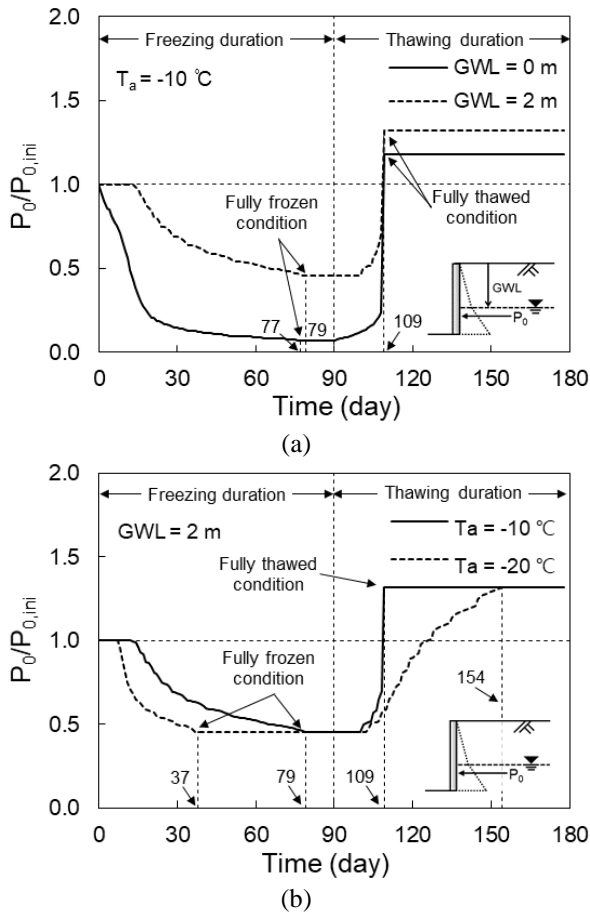 2.0
Freezing duration
Thawing duration
Ta = -10 ℃
GWL = 0 m
GWL = 2 m
1.5
1.0
Fully frozen
condition
Fully thawed
condition
0.5
77
79
109
GWL
P0
0.0
P0/P0,ini
0 30 60 90 120 150 180
Time (day)
(a)
2.0
Freezing duration
Thawing duration
GWL = 2 m
Ta = -10 ℃
Ta = -20 ℃
1.5
Fully thawed
condition
1.0
Fully frozen
condition
154
0.5
P0
37
79
109
0.0
P0/P0,ini
0 30 60 90 120 150 180
Time (day)
(b)